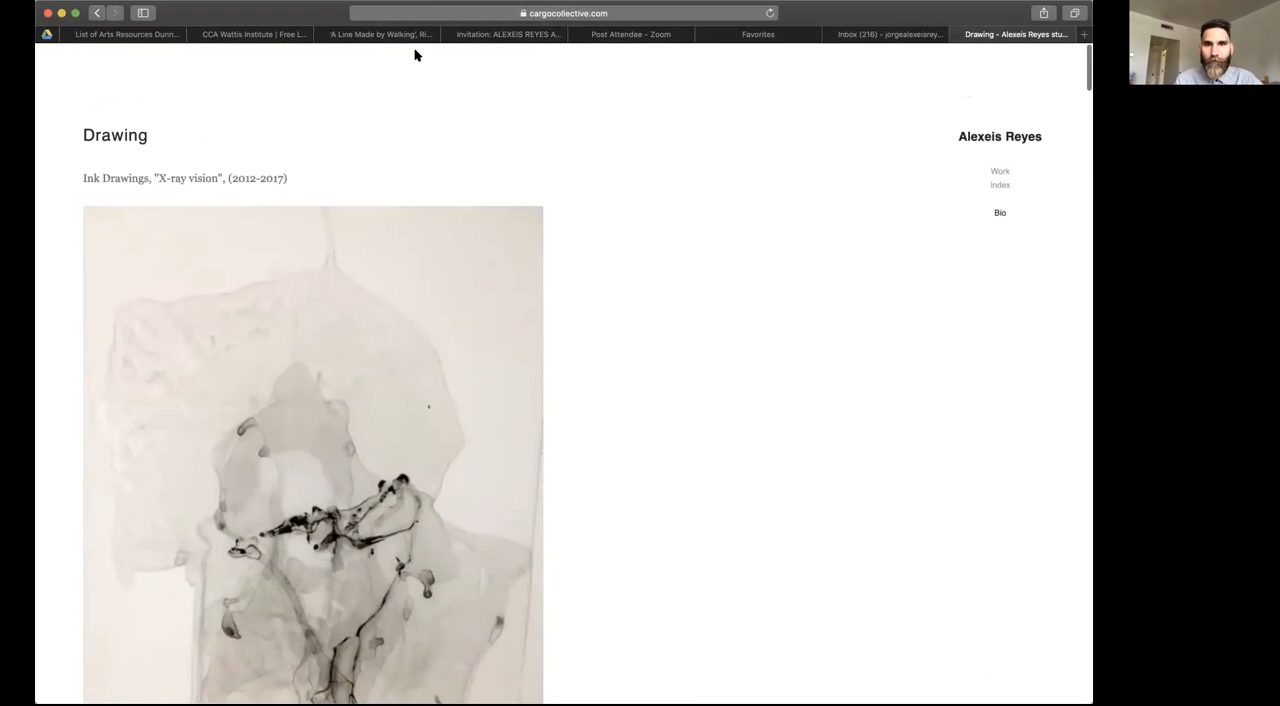 cargocollective.com
List of Arts Resources Durin...
CCA Wattis Institute | Free L...
'A Line Made by Walking', Ri...
Invitation: ALEXEIS REYES A...
Post Attendee - Zoom
Favorites
Inbox (216) - jorgealexeisrey...
Drawing - Alexeis Reyes stu...
Drawing
Alexeis Reyes
Ink Drawings, "X-ray vision", (2012-2017)
Work
Index
Bio